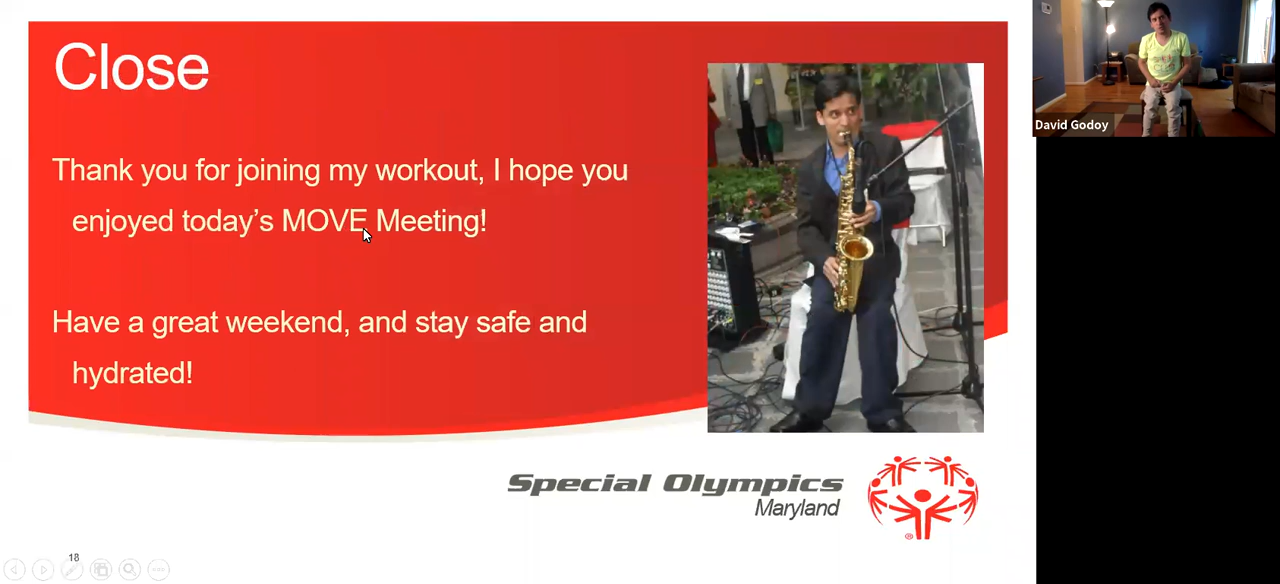 Close
Thank you for joining my workout, I hope you
enjoyed today's MOVE Meeting!
Have a great weekend, and stay safe and
hydrated!
Special Olympics
Maryland
®
18
David Godoy